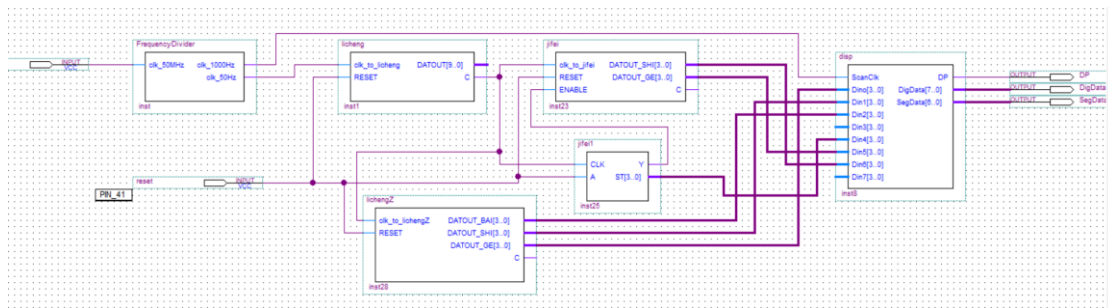 FrequencyDivider
clk_50MHz clk_1000Hz
clk_50Hz
inst
INPUT
VCC
licheng
clk_to_licheng DATOUT[9..0]
RESET C
inst1
jifei
clk_to_jifei DATOUT_SHI[3..0]
RESET DATOUT_GE[3..0]
ENABLE C
inst23
disp
ScanClk DP
Din0[3..0] DigData[7..0]
Din1[3..0] SegData[6..0]
Din2[3..0]
Din3[3..0]
Din4[3..0]
Din5[3..0]
Din6[3..0]
Din7[3..0]
inst8
OUTPUT DP
OUTPUT DigData
OUTPUT SegData
jifei1
CLK Y
A ST[3..0]
inst25
reset INPUT
VCC
PIN_41
lichengZ
clk_to_lichengZ DATOUT_BAI[3..0]
RESET DATOUT_SHI[3..0]
DATOUT_GE[3..0]
C
inst28